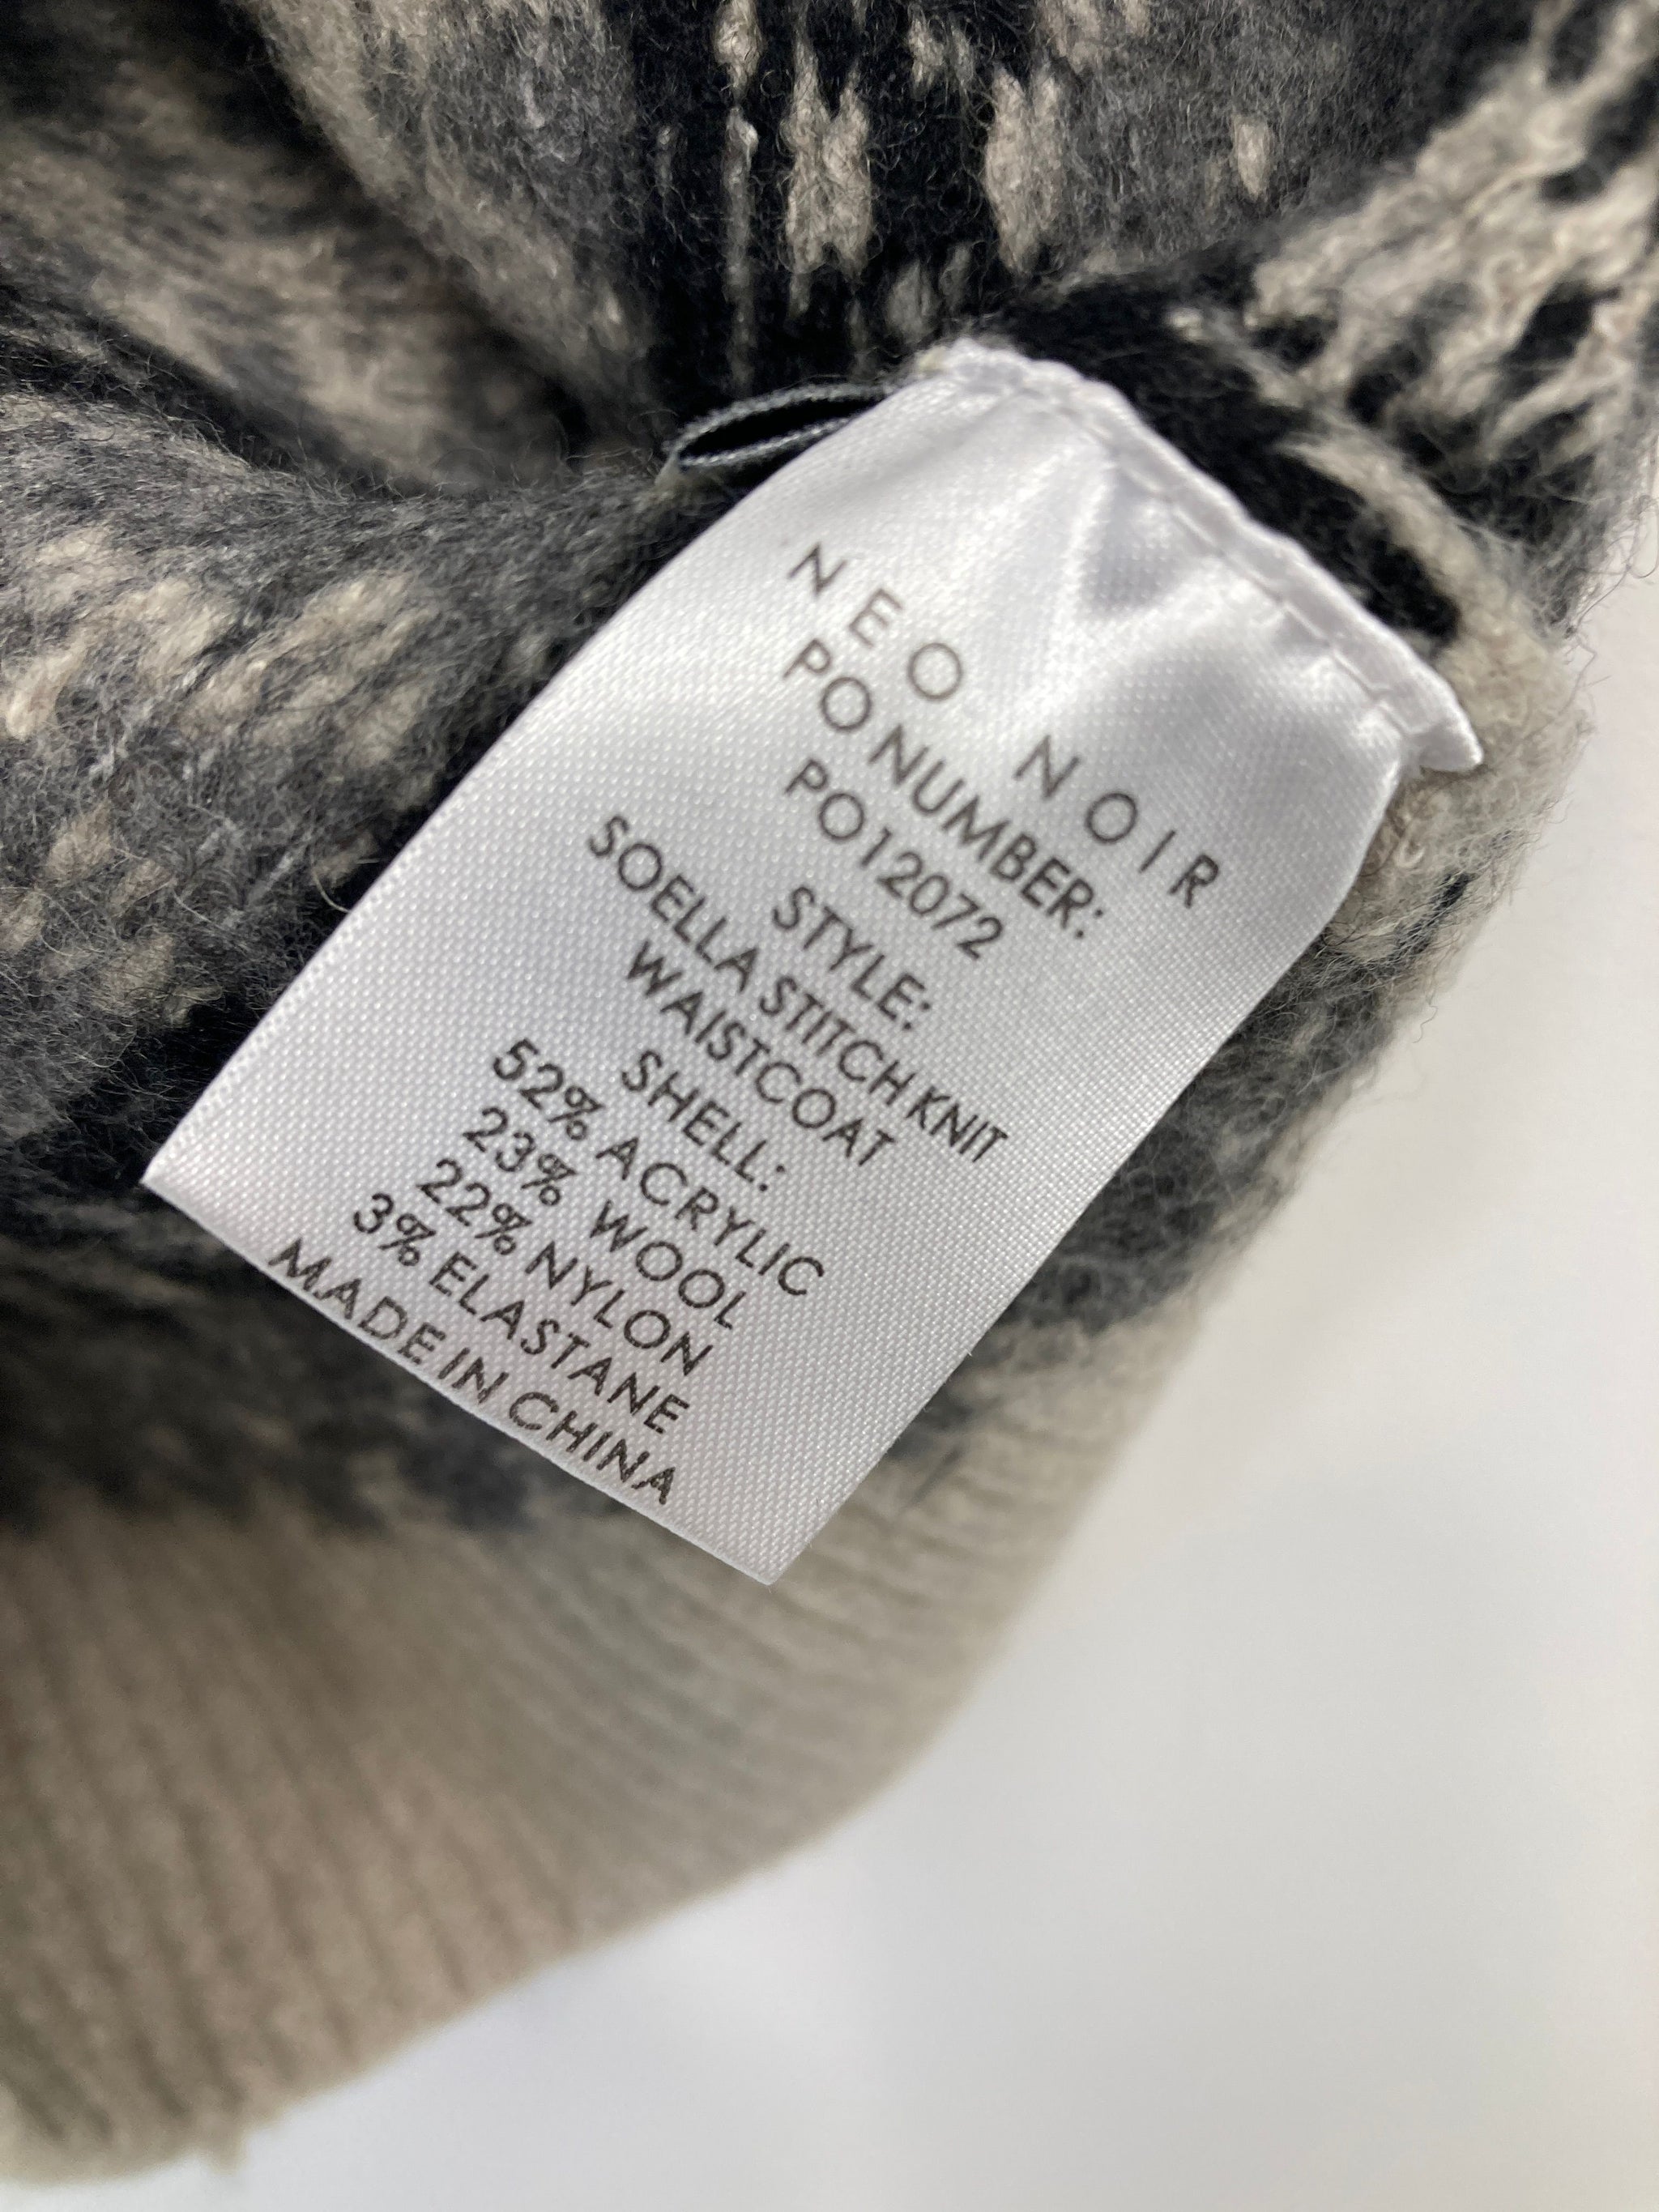 NEO NOIR
PO NUMBER:
PO12072
STYLE:
SOELLA STITCH KNIT
WAISTCOAT
SHELL:
52% ACRYLIC
23% WOOL
22% NYLON
3% ELASTANE
MADE IN CHINA